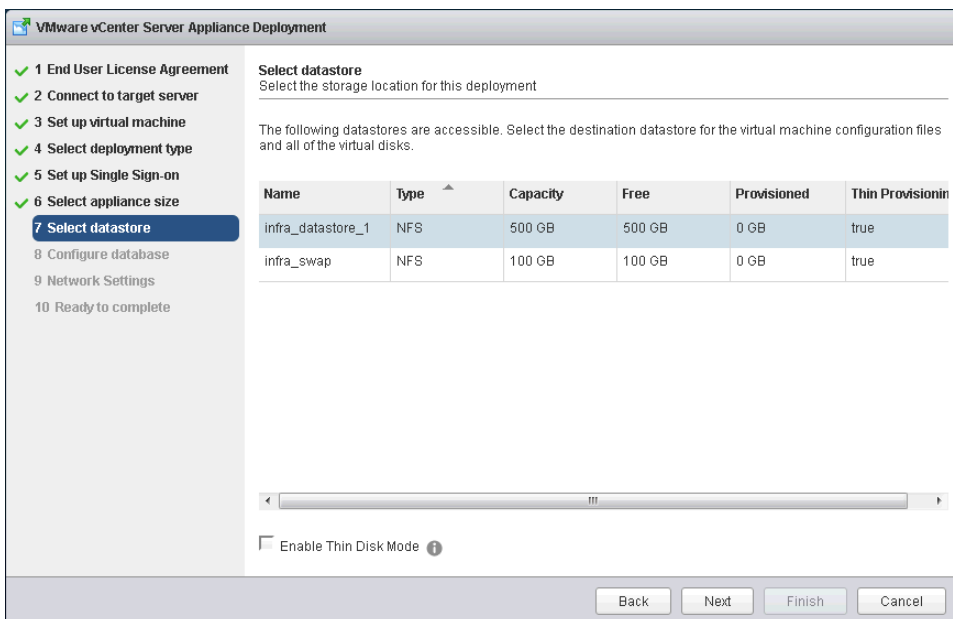 VMware vCenter Server Appliance Deployment
1 End User License Agreement
2 Connect to target server
3 Set up virtual machine
4 Select deployment type
5 Set up Single Sign-on
6 Select appliance size
7 Select datastore
8 Configure database
9 Network Settings
10 Ready to complete
Select datastore
Select the storage location for this deployment
The following datastores are accessible. Select the destination datastore for the virtual machine configuration files
and all of the virtual disks.
Name Type Capacity Free Provisioned Thin Provisionin
infra_datastore_1 NFS 500 GB 500 GB 0 GB true
infra_swap NFS 100 GB 100 GB 0 GB true
Enable Thin Disk Mode
Back Next Finish Cancel